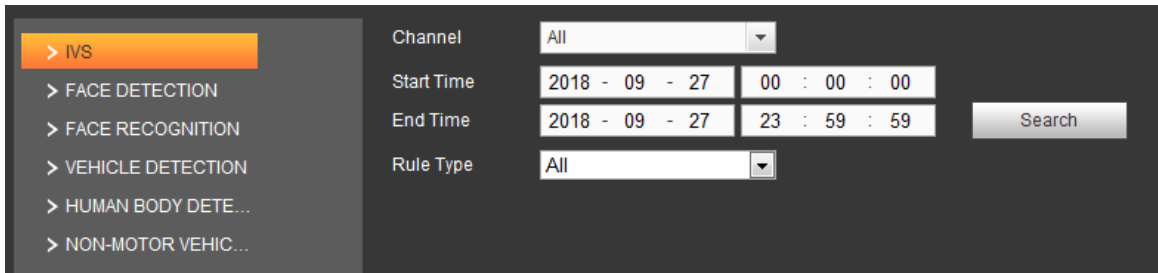 > IVS
> FACE DETECTION
> FACE RECOGNITION
> VEHICLE DETECTION
> HUMAN BODY DETE...
> NON-MOTOR VEHIC...
Channel All
Start Time 2018 - 09 - 27 00 : 00 : 00
End Time 2018 - 09 - 27 23 : 59 : 59 Search
Rule Type All